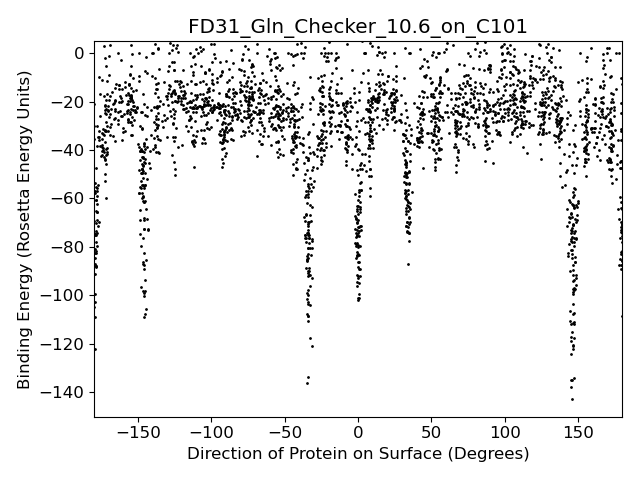 FD31_Gln_Checker_10.6_on_C101
Binding Energy (Rosetta Energy Units)
0
−20
−40
−60
−80
−100
−120
−140
−150 −100 −50 0 50 100 150
Direction of Protein on Surface (Degrees)